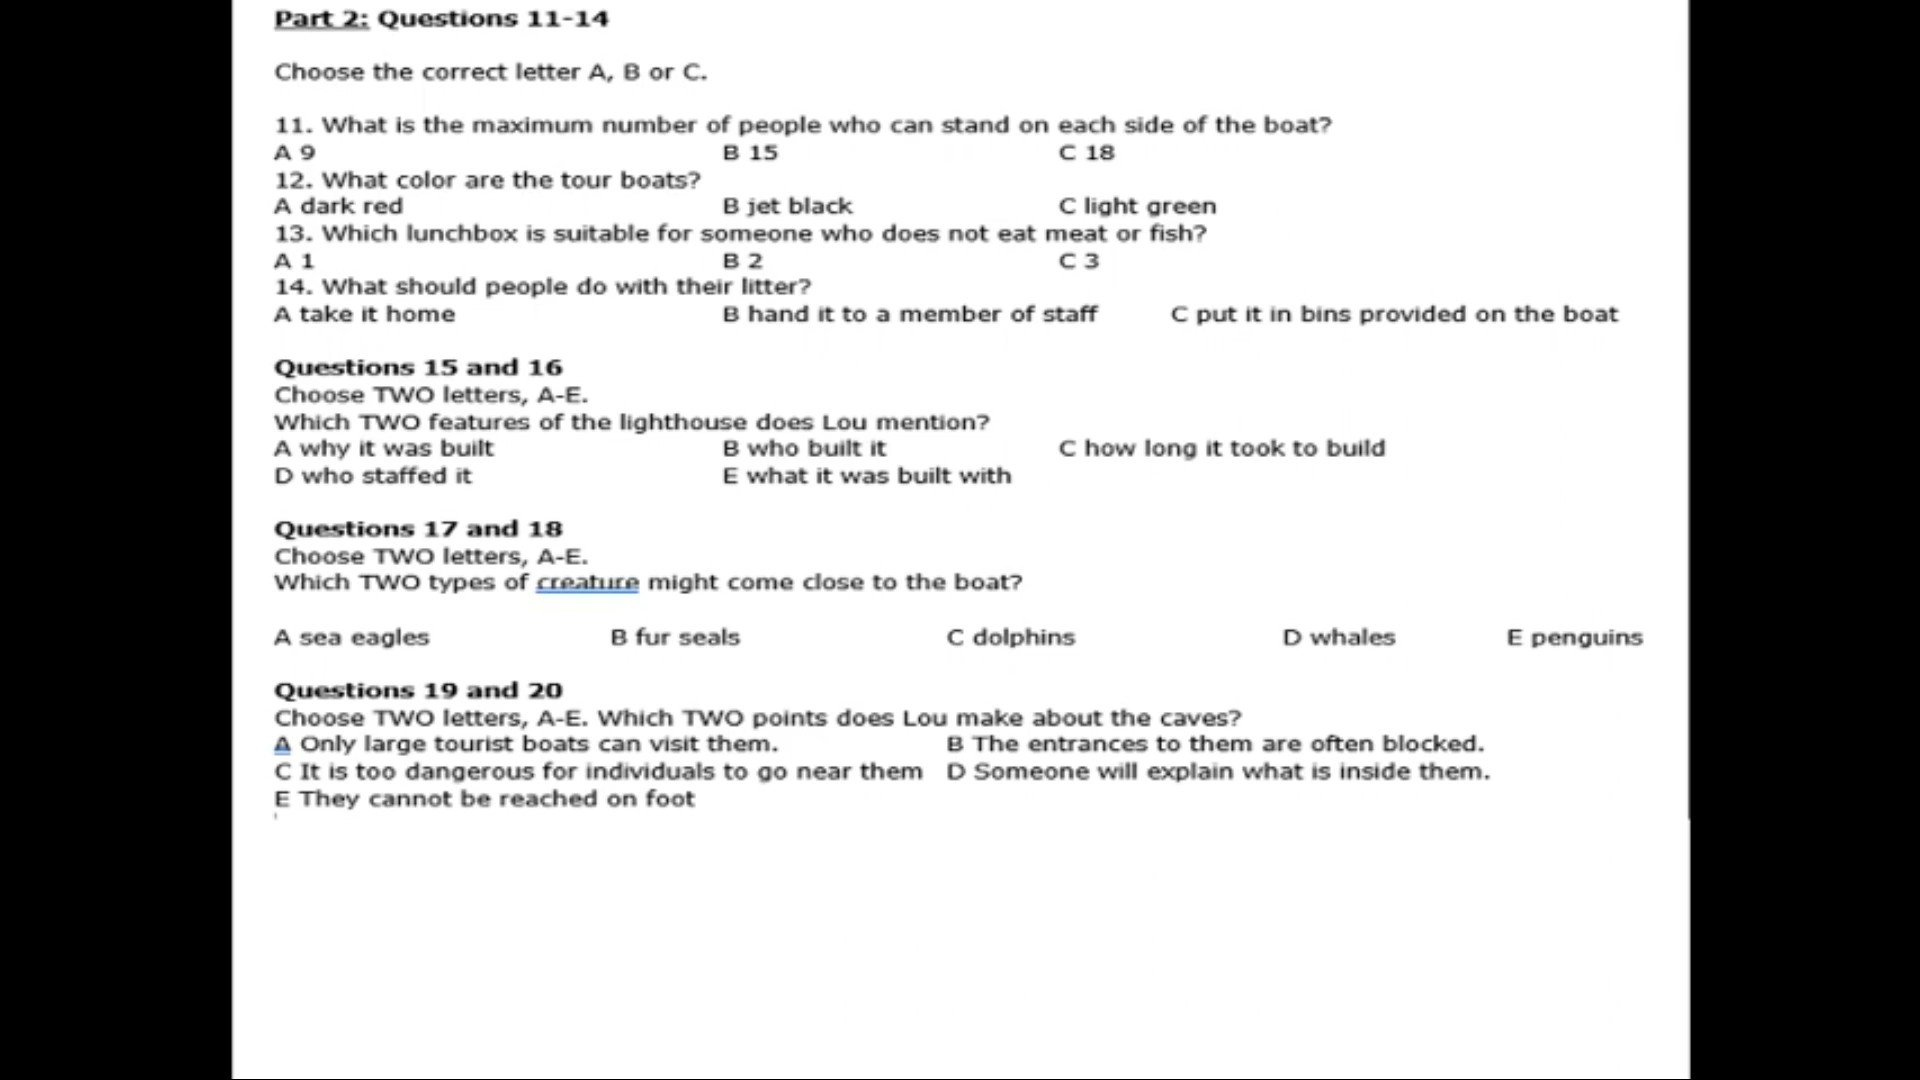 Part 2: Questions 11-14
Choose the correct letter A, B or C.
11. What is the maximum number of people who can stand on each side of the boat?
A 9 B 15 C 18
12. What color are the tour boats?
A dark red B jet black C light green
13. Which lunchbox is suitable for someone who does not eat meat or fish?
A 1 B 2 C 3
14. What should people do with their litter?
A take it home B hand it to a member of staff C put it in bins provided on the boat
Questions 15 and 16
Choose TWO letters, A-E.
Which TWO features of the lighthouse does Lou mention?
A why it was built B who built it C how long it took to build
D who staffed it E what it was built with
Questions 17 and 18
Choose TWO letters, A-E.
Which TWO types of creature might come close to the boat?
A sea eagles B fur seals C dolphins D whales E penguins
Questions 19 and 20
Choose TWO letters, A-E. Which TWO points does Lou make about the caves?
A Only large tourist boats can visit them. B The entrances to them are often blocked.
C It is too dangerous for individuals to go near them D Someone will explain what is inside them.
E They cannot be reached on foot